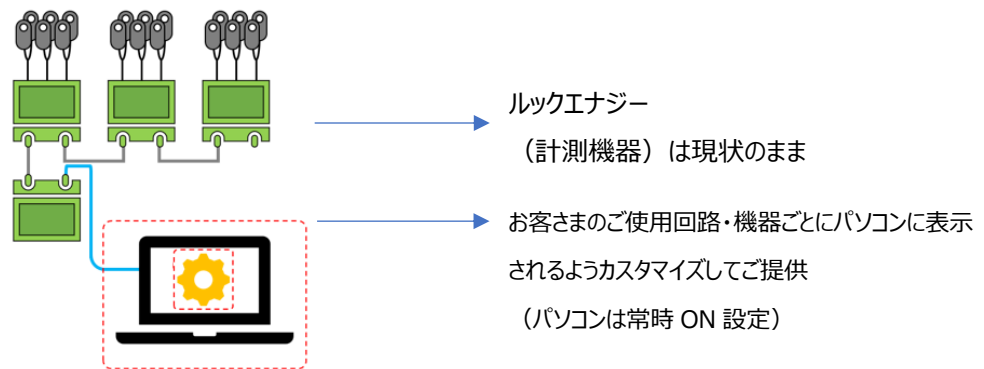 ルックエナジー
（計測機器）は現状のまま
お客さまのご使用回路・機器ごとにパソコンに表示
されるようカスタマイズしてご提供
（パソコンは常時 ON 設定）